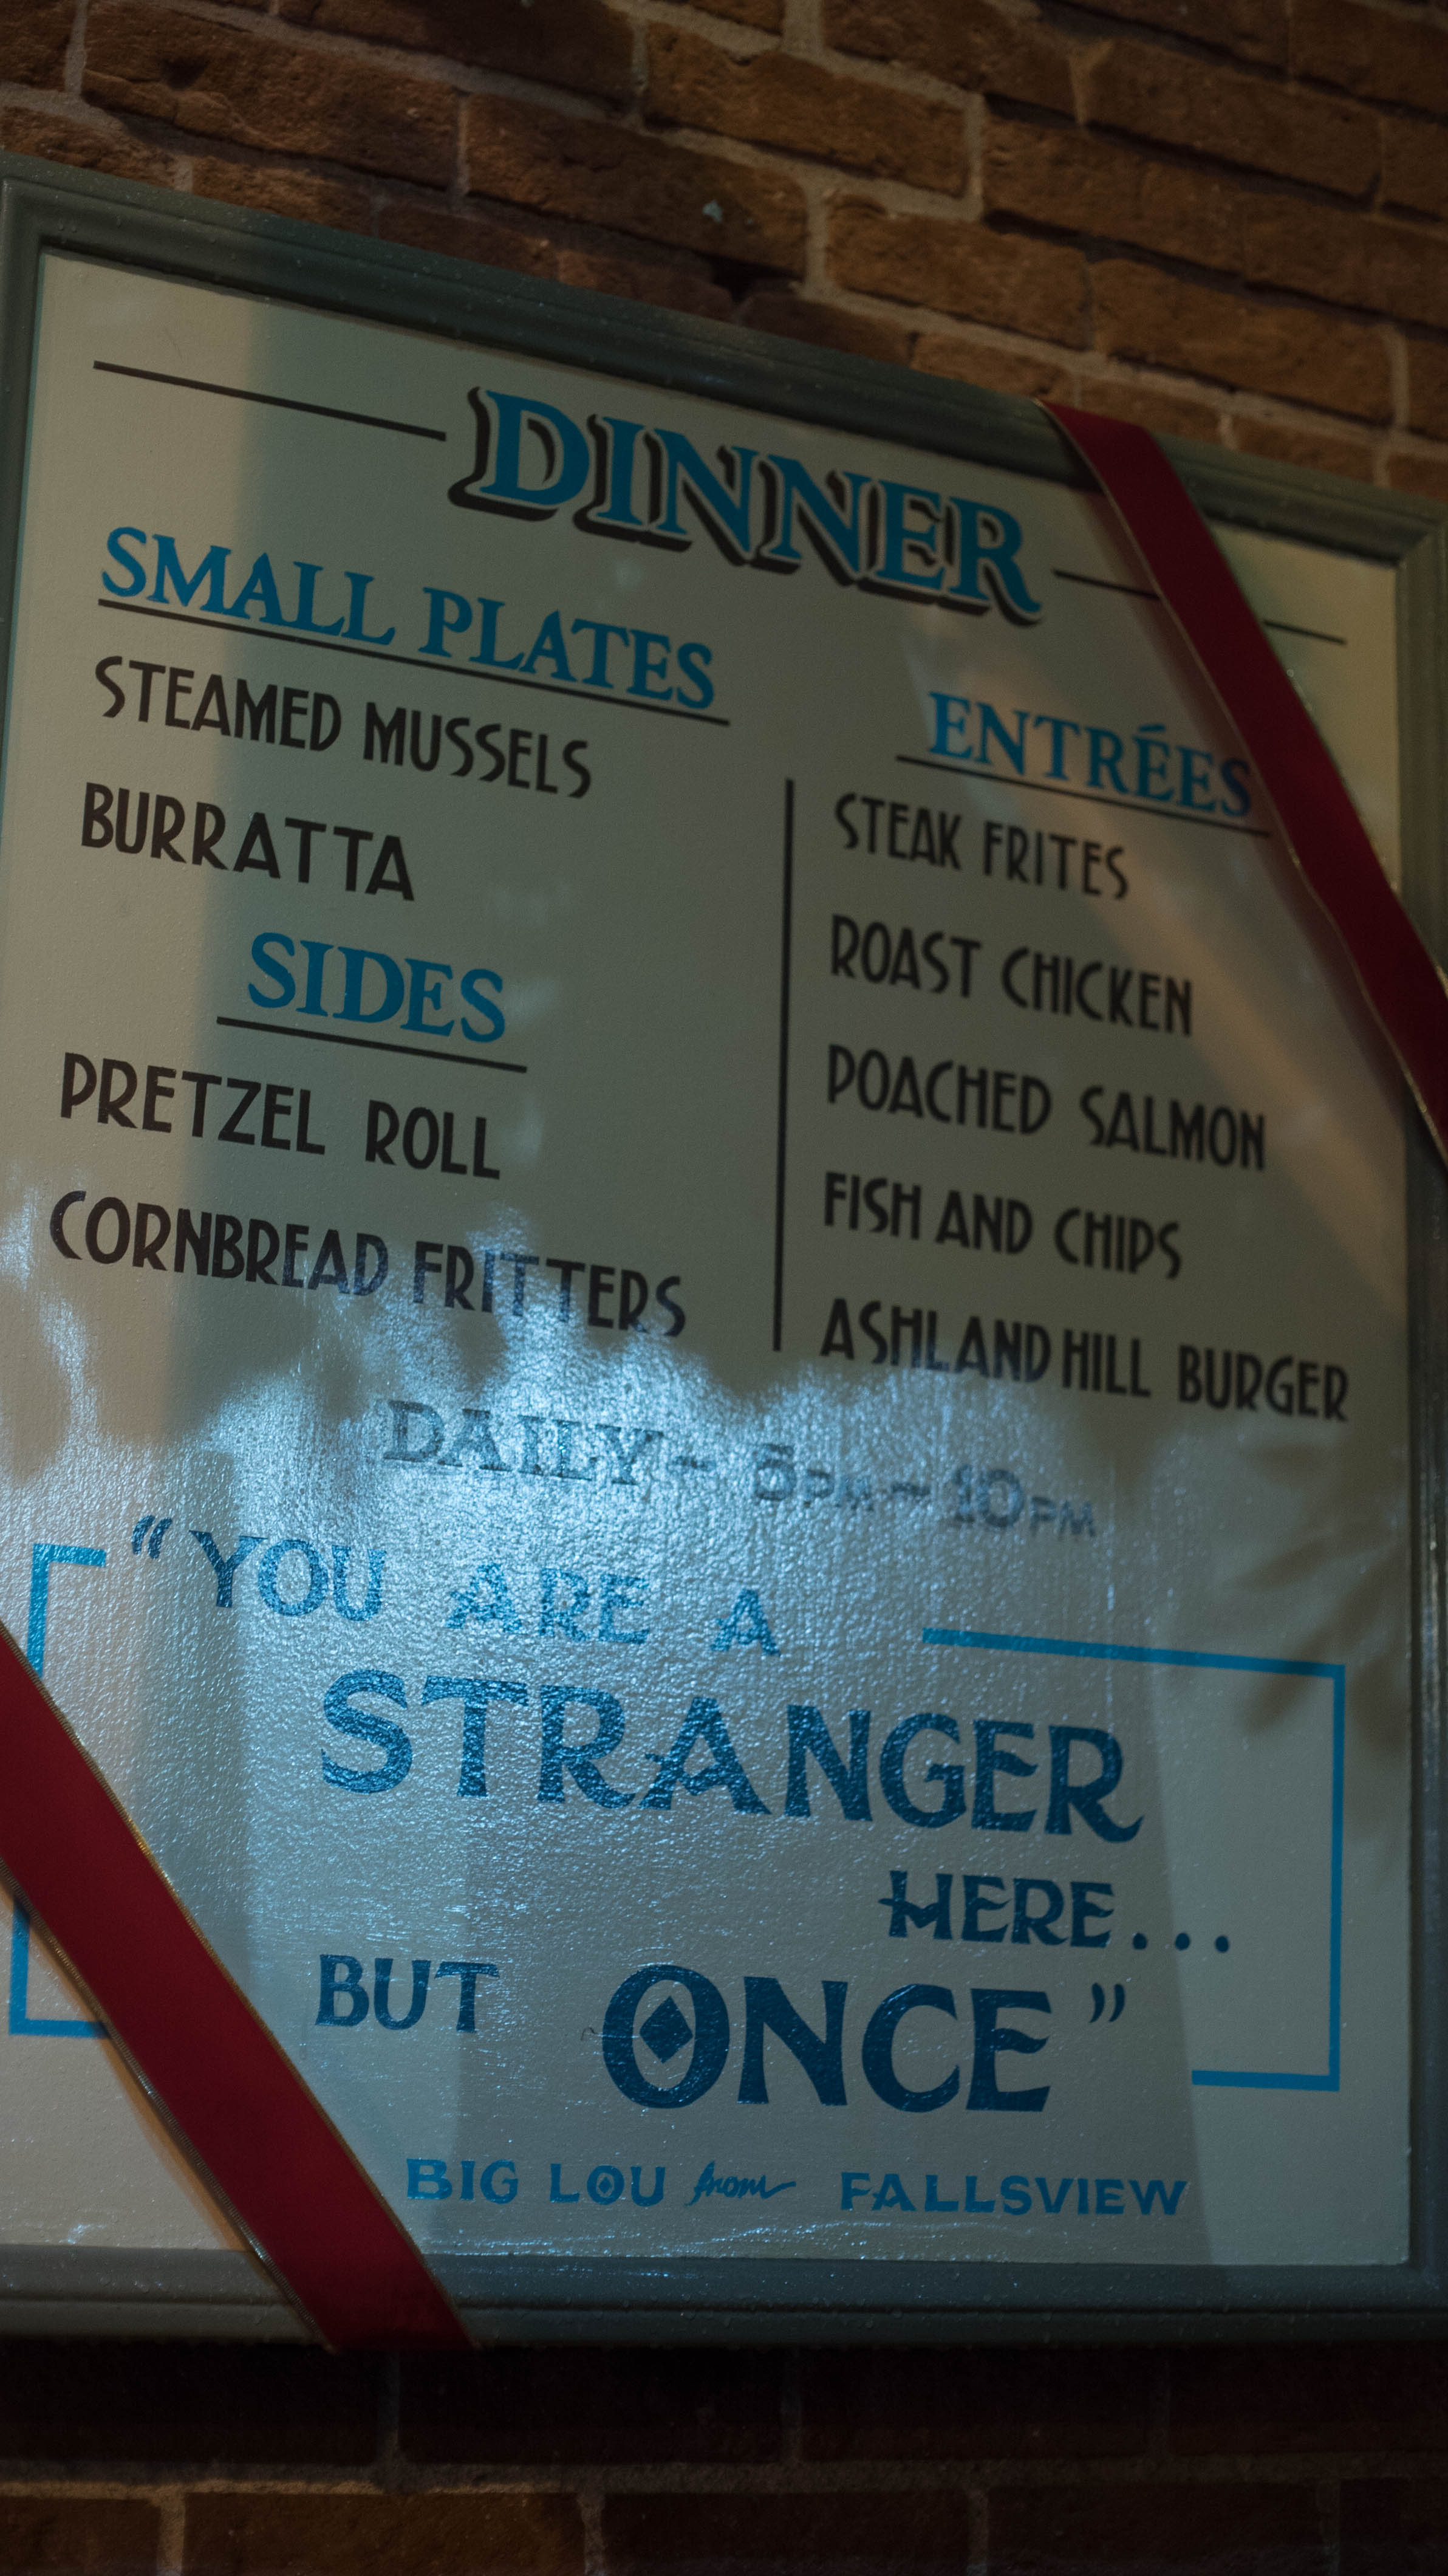 DINNER
SMALL PLATES
STEAMED MUSSELS
BURRATTA
SIDES
PRETZEL ROLL
CORNBREAD FRITTERS
ENTRÉES
STEAK FRITES
ROAST CHICKEN
POACHED SALMON
FISH AND CHIPS
ASHLAND HILL BURGER
DAILY ~ 6PM ~ 10PM
“YOU ARE A
STRANGER
HERE...
BUT ONCE”
BIG LOU from FALLSVIEW